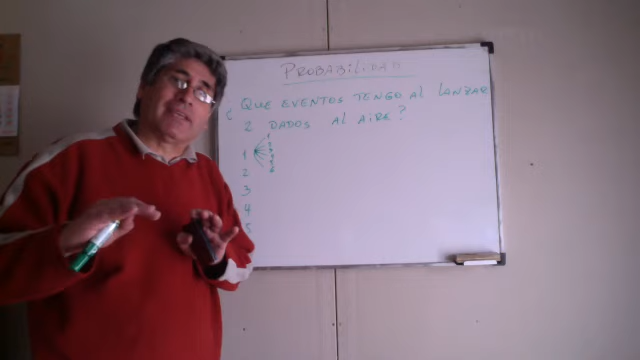 PROBABILIDAD
¿ QUE EVENTOS TENGO AL LANZAR
2 DADOS AL AIRE?
1
2
3
4
5